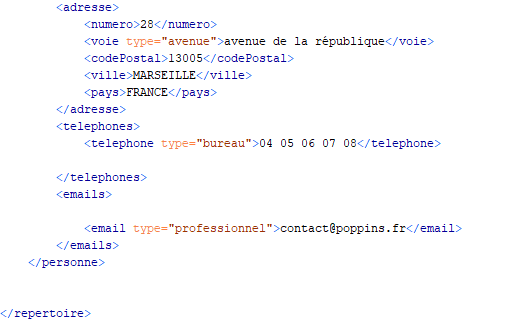 <adresse>
<numero>28</numero>
<voie type="avenue">avenue de la république</voie>
<codePostal>13005</codePostal>
<ville>MARSEILLE</ville>
<pays>FRANCE</pays>
</adresse>
<telephones>
<telephone type="bureau">04 05 06 07 08</telephone>
</telephones>
<emails>
<email type="professionnel">contact@poppins.fr</email>
</emails>
</personne>
</repertoire>